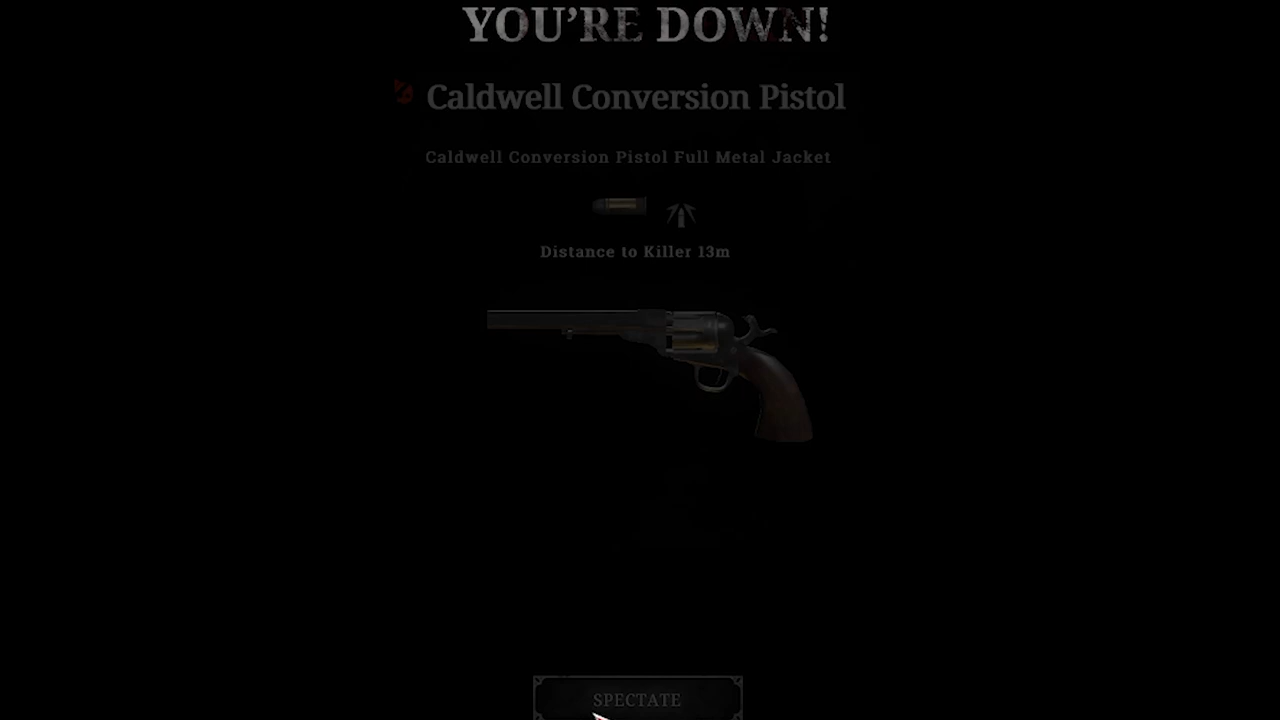 YOU'RE DOWN!
Caldwell Conversion Pistol
Caldwell Conversion Pistol Full Metal Jacket
Distance to Killer 13m
SPECTATE